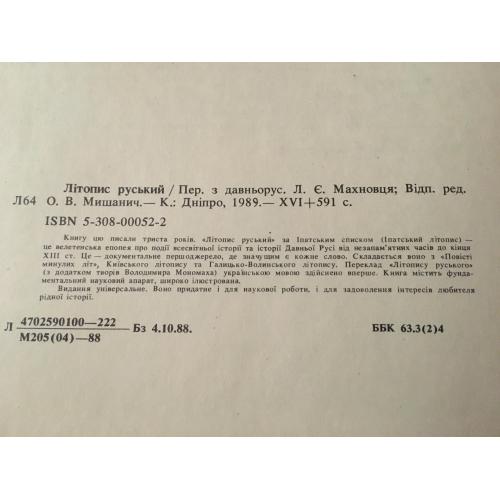 Літопис руський / Пер. з давньорус. Л. Є. Махновця; Відп. ред.
Л64 О. В. Мишанич.— К.: Дніпро, 1989.— XVI+591 с.
ISBN 5-308-00052-2
Книгу цю писали триста років. «Літопис руський» за Іпатським списком (Іпатський літопис) —
це велетенська епопея про події всесвітньої історії та історії Давньої Русі від незапам'ятних часів до кінця
XIII ст. Це — документальне першоджерело, де значущим є кожне слово. Складається воно з «Повісті
минулих літ», Київського літопису та Галицько-Волинського літопису. Переклад «Літопису руського»
(з додатком творів Володимира Мономаха) українською мовою здійснено вперше. Книга містить фунда-
ментальний науковий апарат, широко ілюстрована.
Видання універсальне. Воно придатне і для наукової роботи, і для задоволення інтересів любителя
рідної історії.
Л 4702590100—222 Бз 4.10.88. ББК 63.3(2)4
М205(04)—88